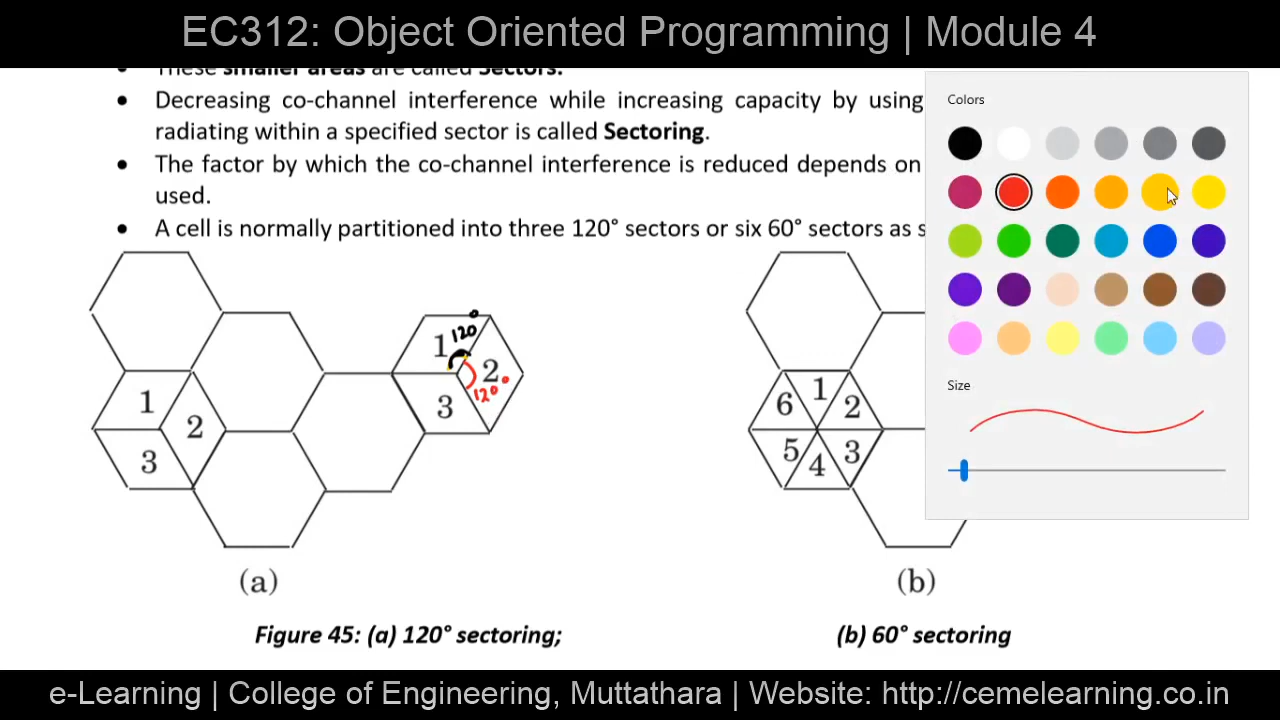 EC312: Object Oriented Programming | Module 4
These smaller areas are called Sectors.
Decreasing co-channel interference while increasing capacity by using
radiating within a specified sector is called Sectoring.
The factor by which the co-channel interference is reduced depends on
used.
A cell is normally partitioned into three 120° sectors or six 60° sectors as s
Colors
Size
1 120°
2
120
3
1
2
3
6 1 2
5 4 3
(a)
(b)
Figure 45: (a) 120° sectoring;
(b) 60° sectoring
e-Learning | College of Engineering, Muttathara | Website: http://cemelearning.co.in